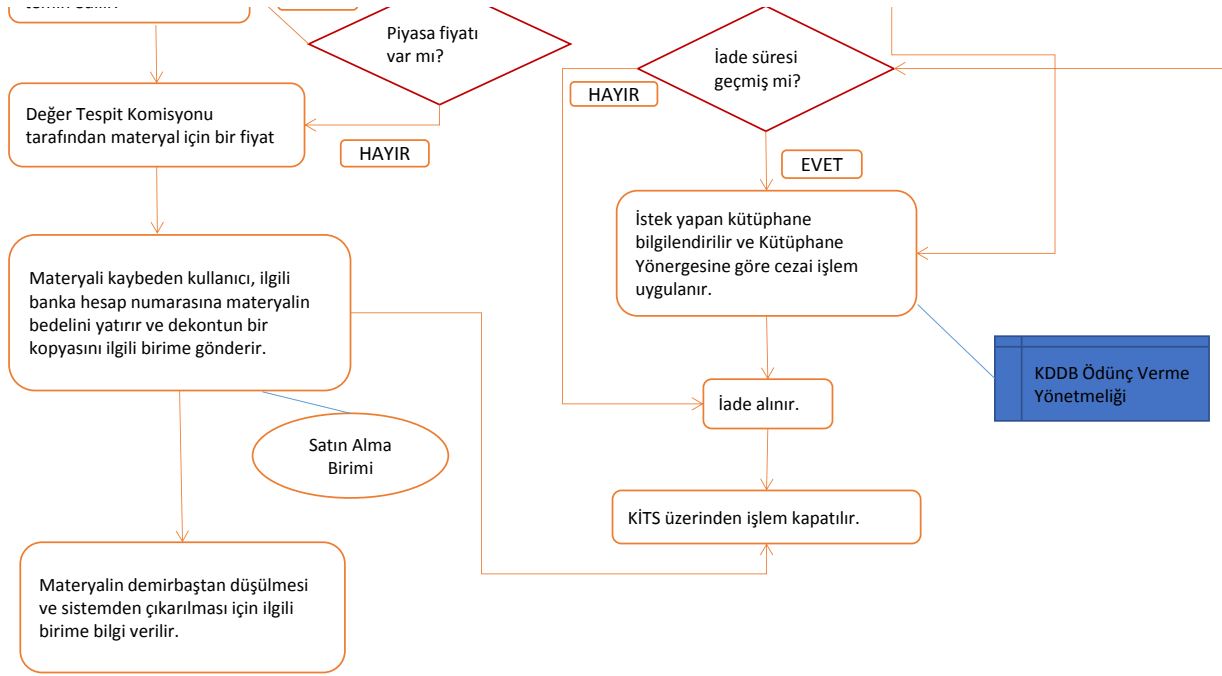 Piyasa fiyatı
var mı?
İade süresi
geçmiş mi?
HAYIR
Değer Tespit Komisyonu
tarafından materyal için bir fiyat
HAYIR
EVET
İstek yapan kütüphane
bilgilendirilir ve Kütüphane
Yönergesine göre cezai işlem
uygulanır.
Materyali kaybeden kullanıcı, ilgili
banka hesap numarasına materyalin
bedelini yatırır ve dekontun bir
kopyasını ilgili birime gönderir.
KDDB Ödünç Verme
Yönetmeliği
İade alınır.
Satın Alma
Birimi
KİTS üzerinden işlem kapatılır.
Materyalin demirbaştan düşülmesi
ve sistemden çıkarılması için ilgili
birime bilgi verilir.